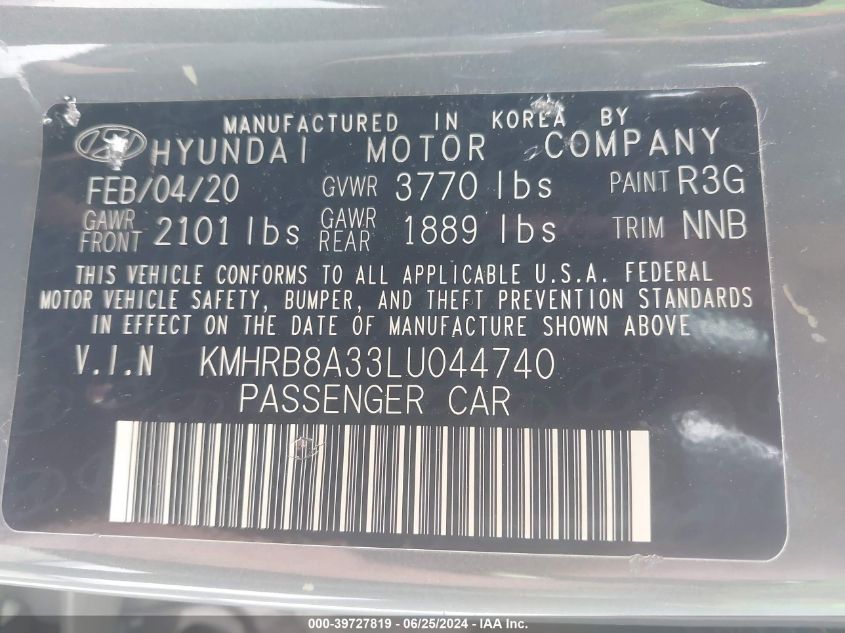 MANUFACTURED IN KOREA BY
HYUNDAI MOTOR COMPANY
FEB/04/20 GVWR 3770 lbs PAINT R3G
GAWR FRONT 2101 lbs GAWR REAR 1889 lbs TRIM NNB
THIS VEHICLE CONFORMS TO ALL APPLICABLE U.S.A. FEDERAL
MOTOR VEHICLE SAFETY, BUMPER, AND THEFT PREVENTION STANDARDS
IN EFFECT ON THE DATE OF MANUFACTURE SHOWN ABOVE
V.I.N KMHRB8A33LU044740
PASSENGER CAR
000-39727819 - 06/25/2024 - IAA Inc.